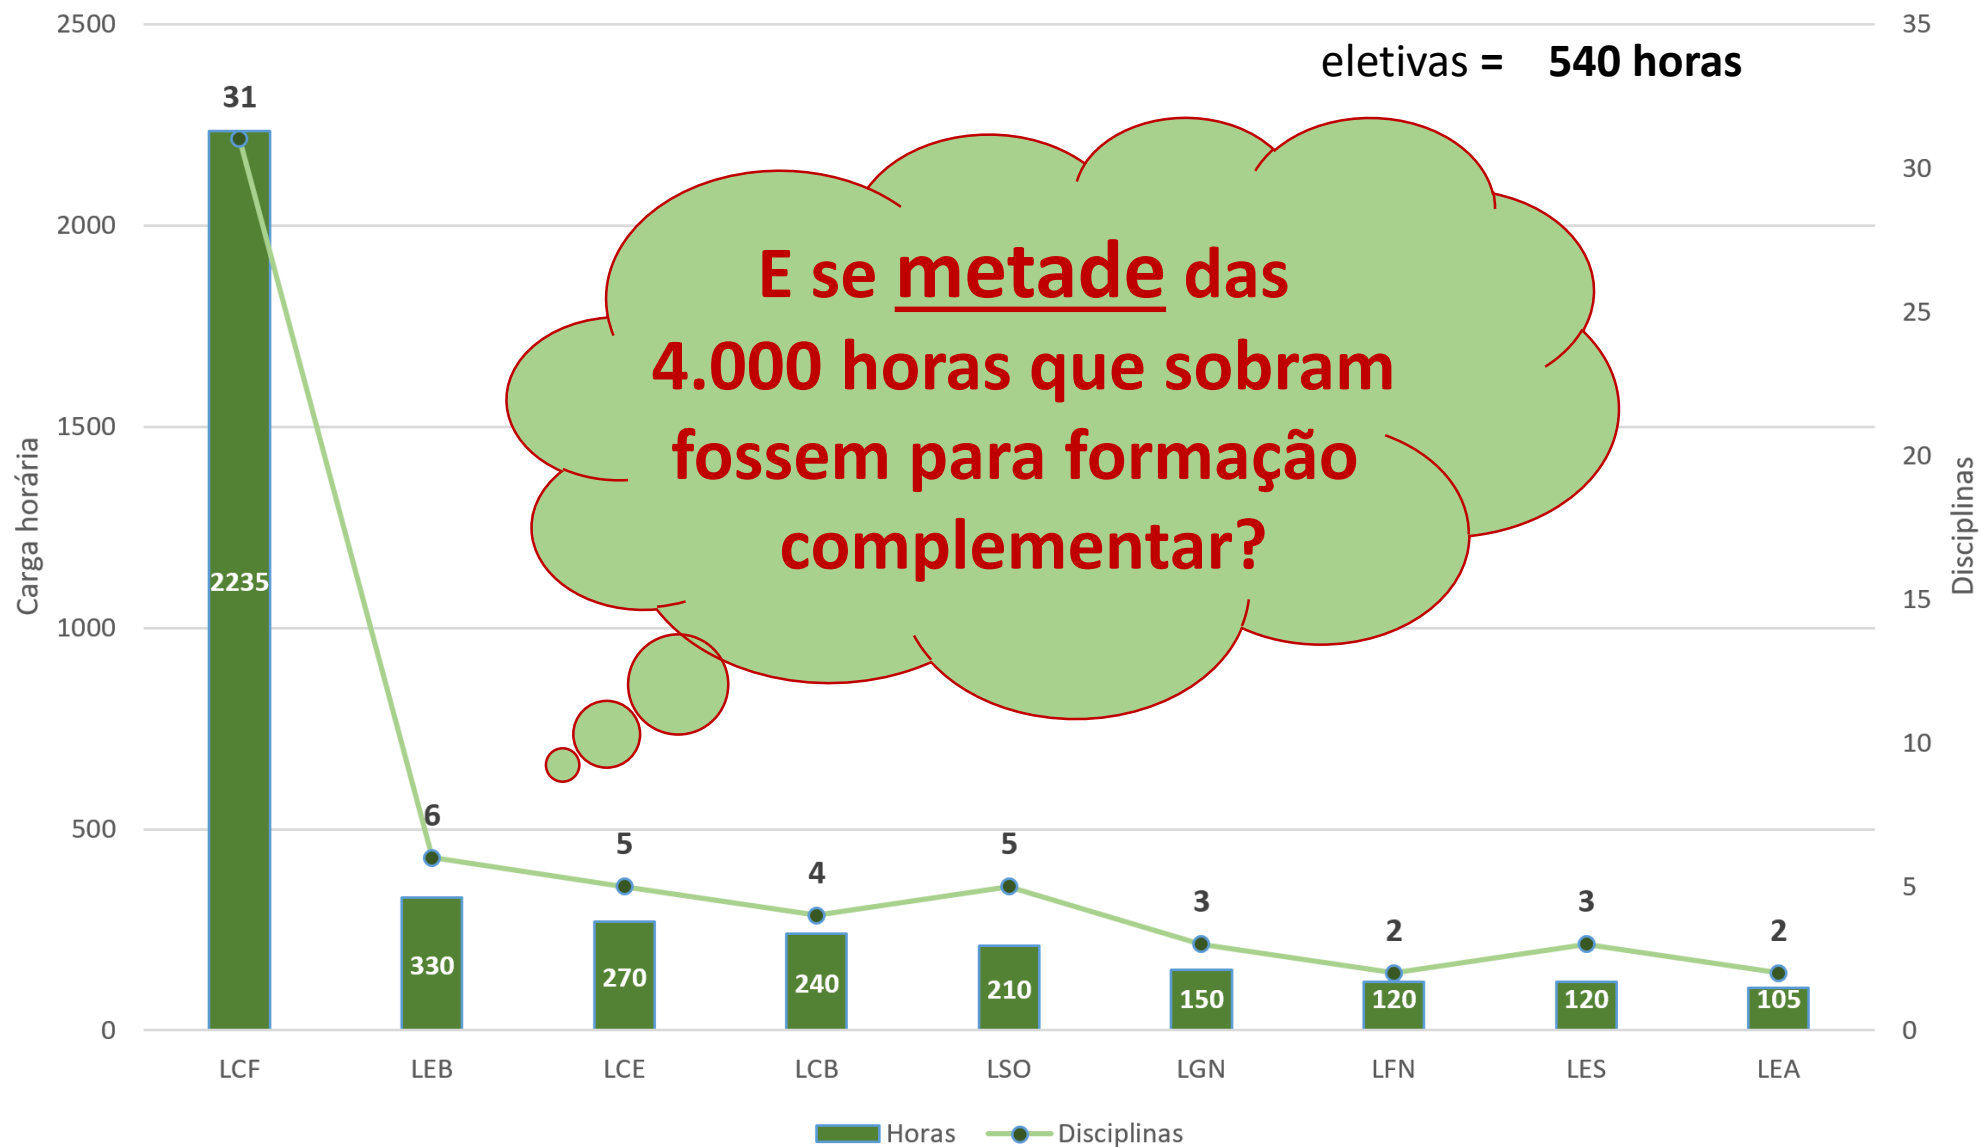 eletivas = 540 horas
E se metade das
4.000 horas que sobram
fossem para formação
complementar?
Carga horária
2500
2000
1500
1000
500
0
35
30
25
20
15
10
5
0
Disciplinas
31
6
5
4
5
3
2
3
2
2235
330
270
240
210
150
120
120
105
LCF
LEB
LCE
LCB
LSO
LGN
LFN
LES
LEA
Horas
Disciplinas